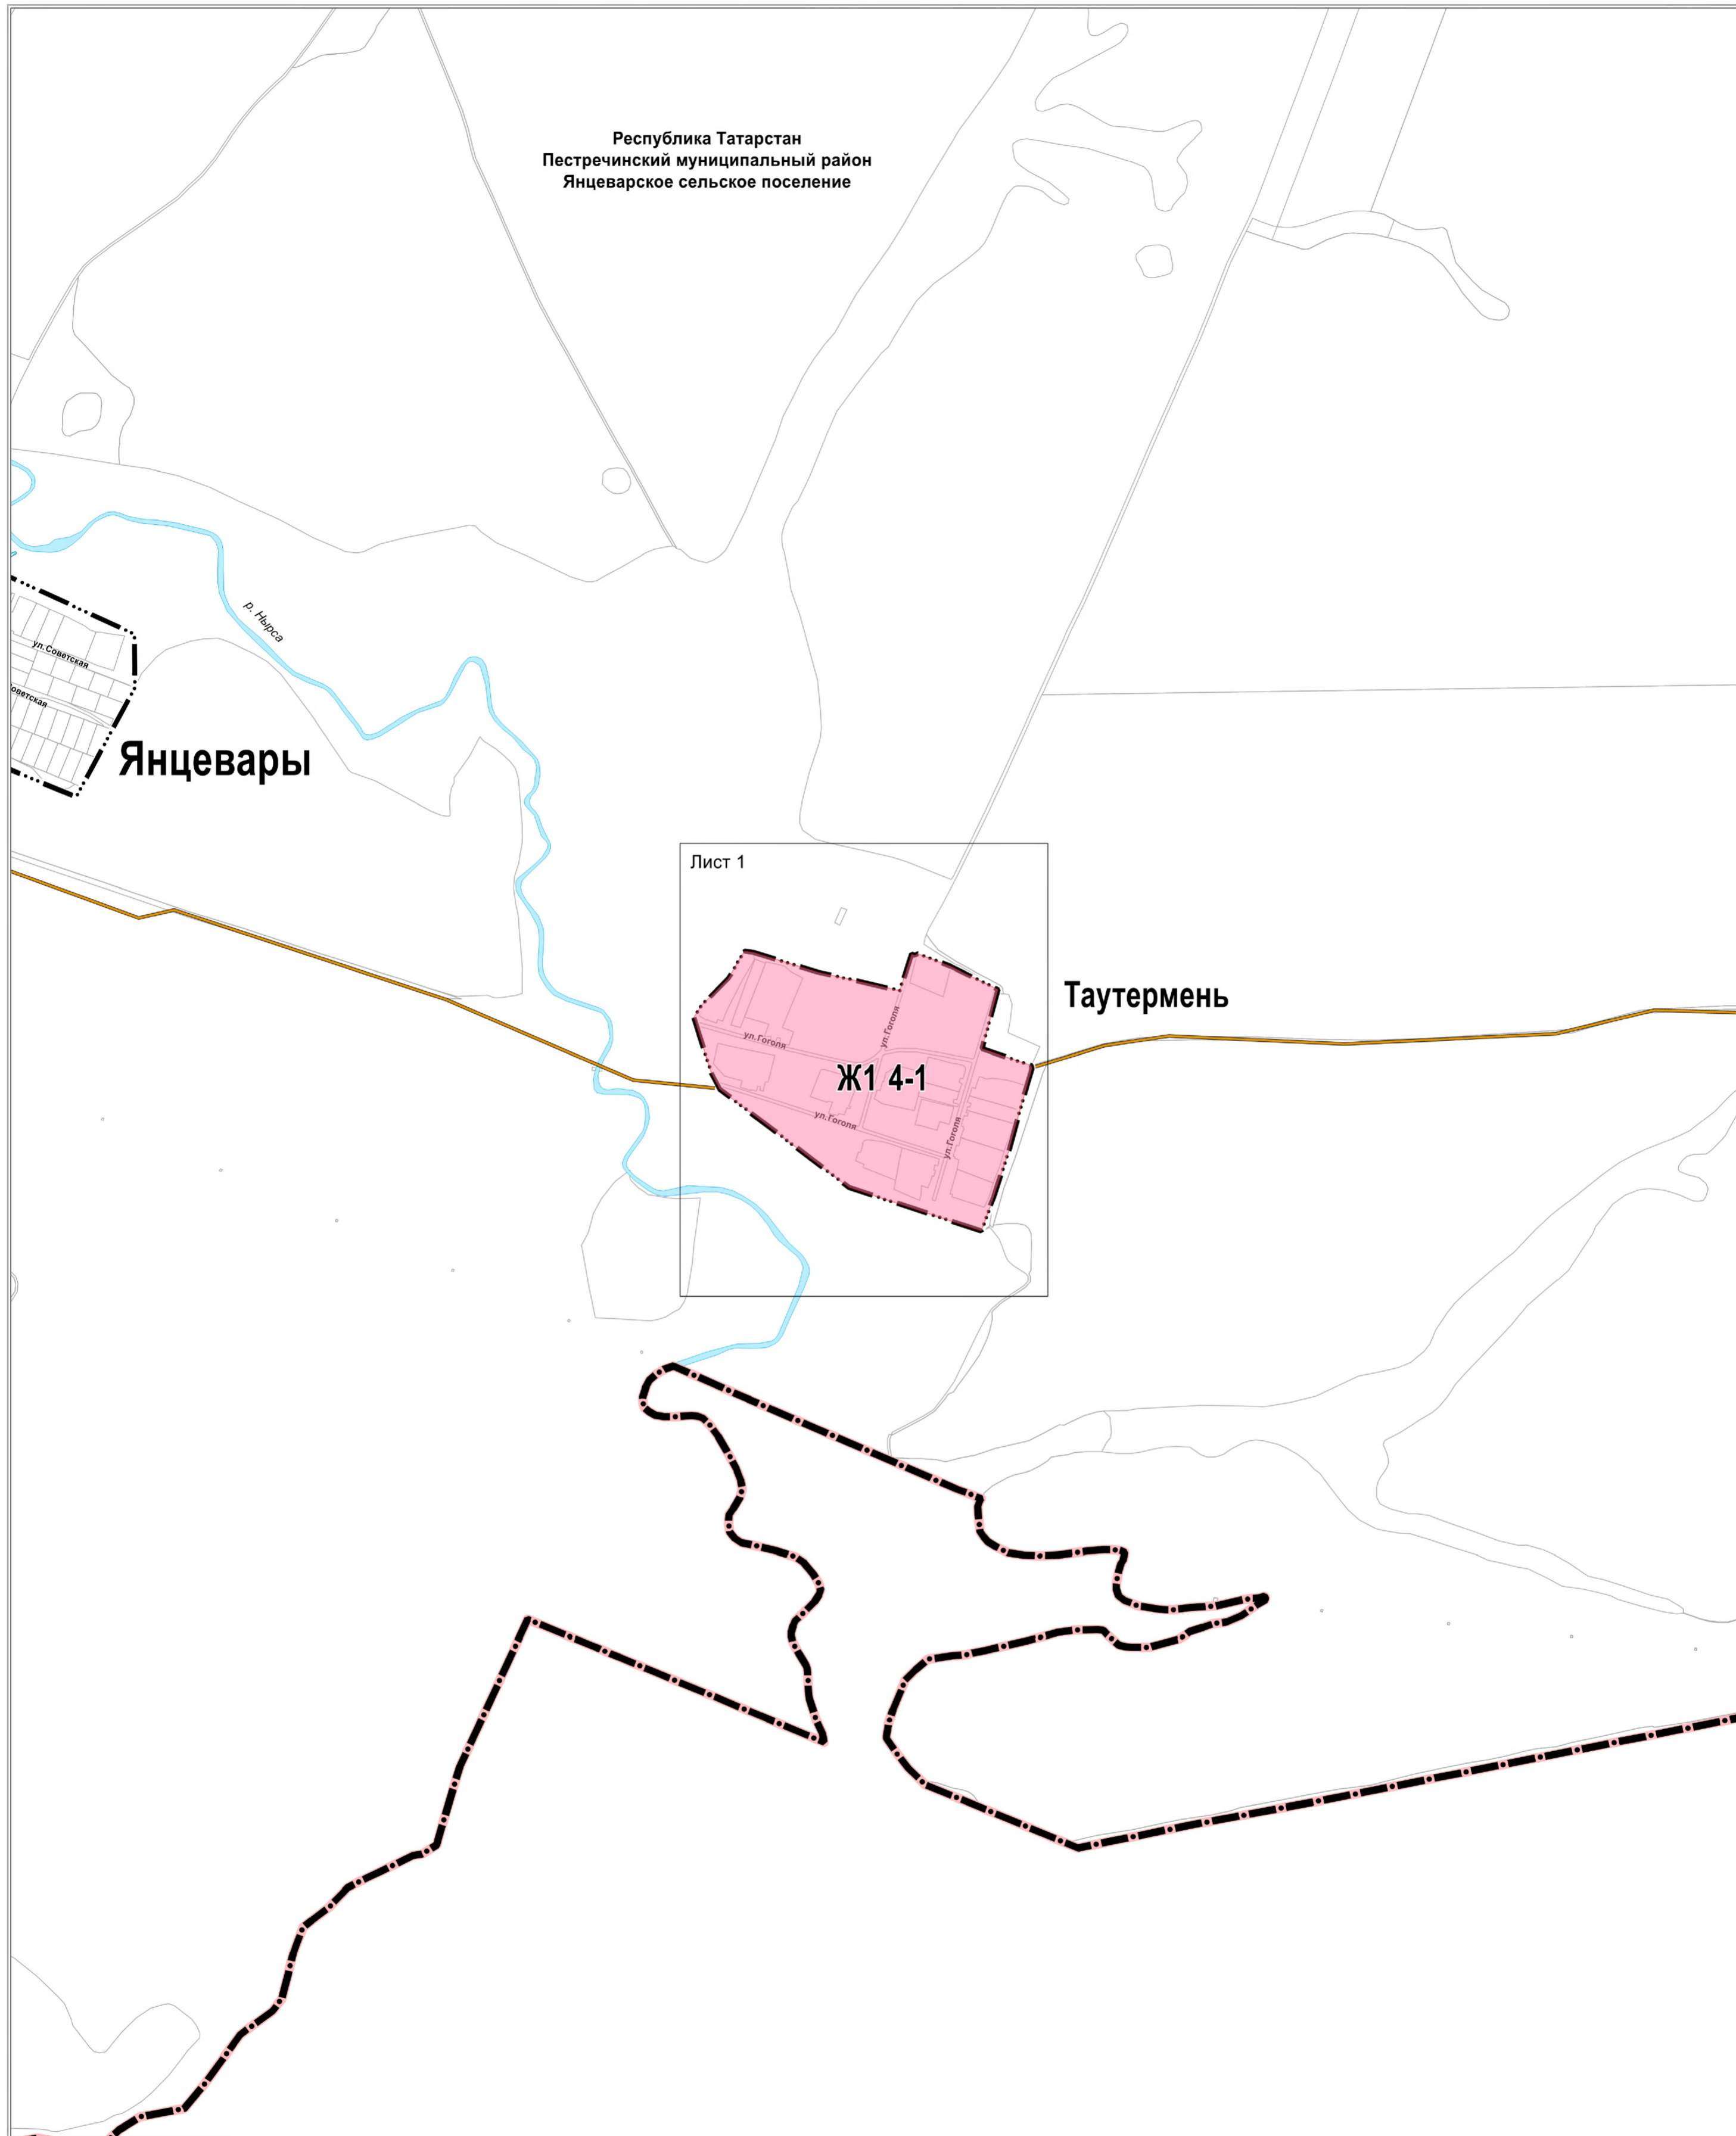 Республика Татарстан
Пестречинский муниципальный район
Янцеварское сельское поселение
р. Нырса
ул.Советская
оветская
Янцевары
Лист 1
Таутермень
ул.Гоголя
ул.Гоголя
Ж1 4-1
ул.Гоголя
ул.Гоголя